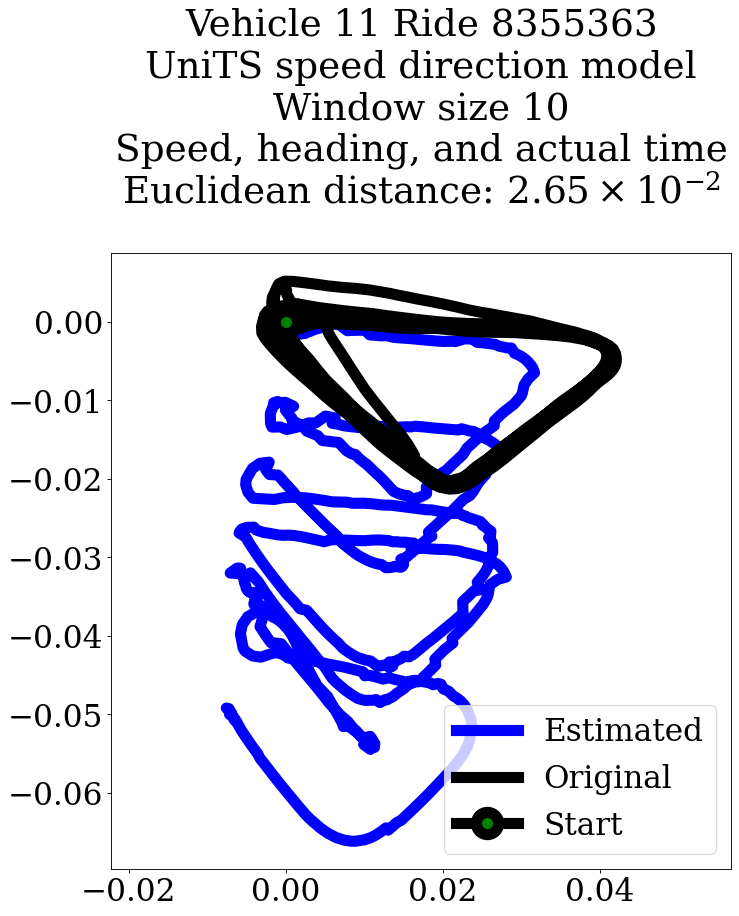 Vehicle 11 Ride 8355363
UniTS speed direction model
Window size 10
Speed, heading, and actual time
Euclidean distance: 2.65 × 10⁻²
0.00
−0.01
−0.02
−0.03
−0.04
−0.05
−0.06
−0.02
0.00
0.02
0.04
Estimated
Original
Start